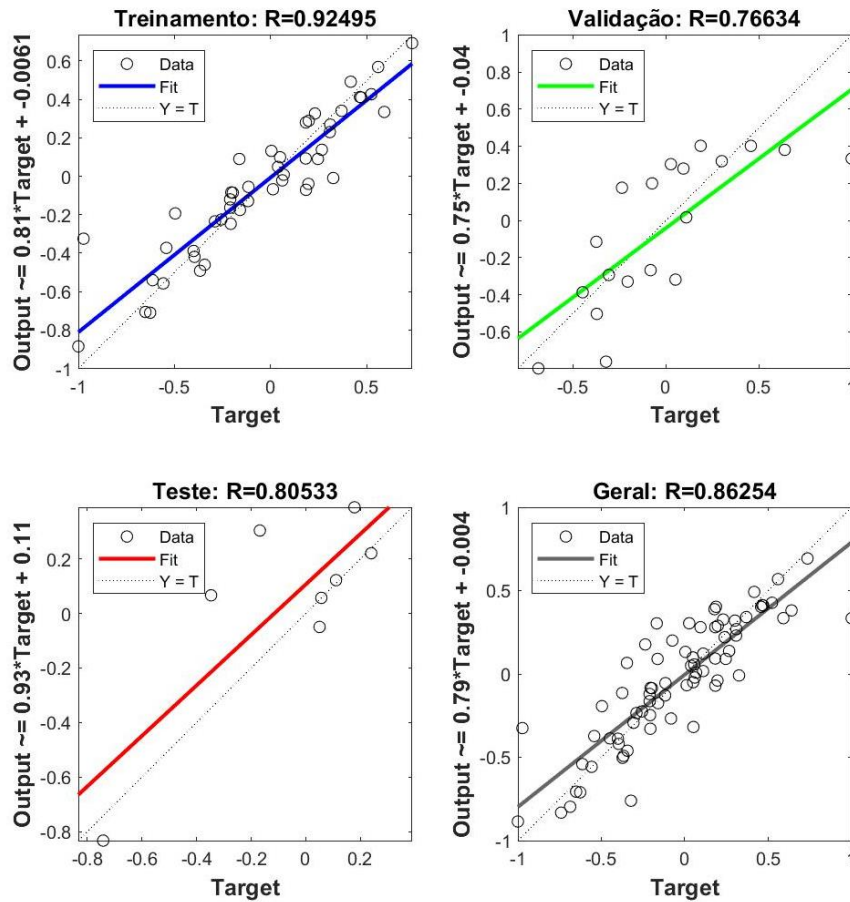 Treinamento: R=0.92495
Output ~= 0.81*Target + -0.0061
Data
Fit
Y = T
0.6
0.4
0.2
0
-0.2
-0.4
-0.6
-0.8
-1
-1
-0.5
0
0.5
Target
Validação: R=0.76634
Output ~= 0.75*Target + -0.04
Data
Fit
Y = T
1
0.8
0.6
0.4
0.2
0
-0.2
-0.4
-0.6
-0.5
0
0.5
1
Target
Teste: R=0.80533
Output ~= 0.93*Target + 0.11
Data
Fit
Y = T
0.2
0
-0.2
-0.4
-0.6
-0.8
-0.8
-0.6
-0.4
-0.2
0
0.2
Target
Geral: R=0.86254
Output ~= 0.79*Target + -0.004
Data
Fit
Y = T
1
0.5
0
-0.5
-1
-1
-0.5
0
0.5
1
Target